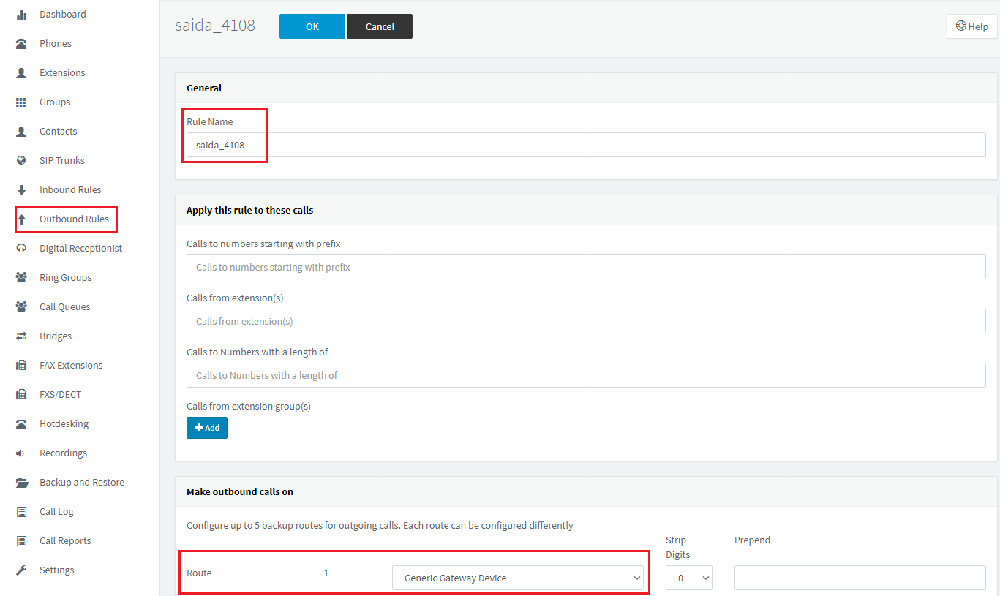 Dashboard
Phones
Extensions
Groups
Contacts
SIP Trunks
Inbound Rules
Outbound Rules
Digital Receptionist
Ring Groups
Call Queues
Bridges
FAX Extensions
FXS/DECT
Hotdesking
Recordings
Backup and Restore
Call Log
Call Reports
Settings
saida_4108
OK
Cancel
Help
General
Rule Name
saida_4108
Apply this rule to these calls
Calls to numbers starting with prefix
Calls to numbers starting with prefix
Calls from extension(s)
Calls from extension(s)
Calls to Numbers with a length of
Calls to Numbers with a length of
Calls from extension group(s)
Add
Make outbound calls on
Configure up to 5 backup routes for outgoing calls. Each route can be configured differently
Strip
Digits
Prepend
Route 1 Generic Gateway Device 0